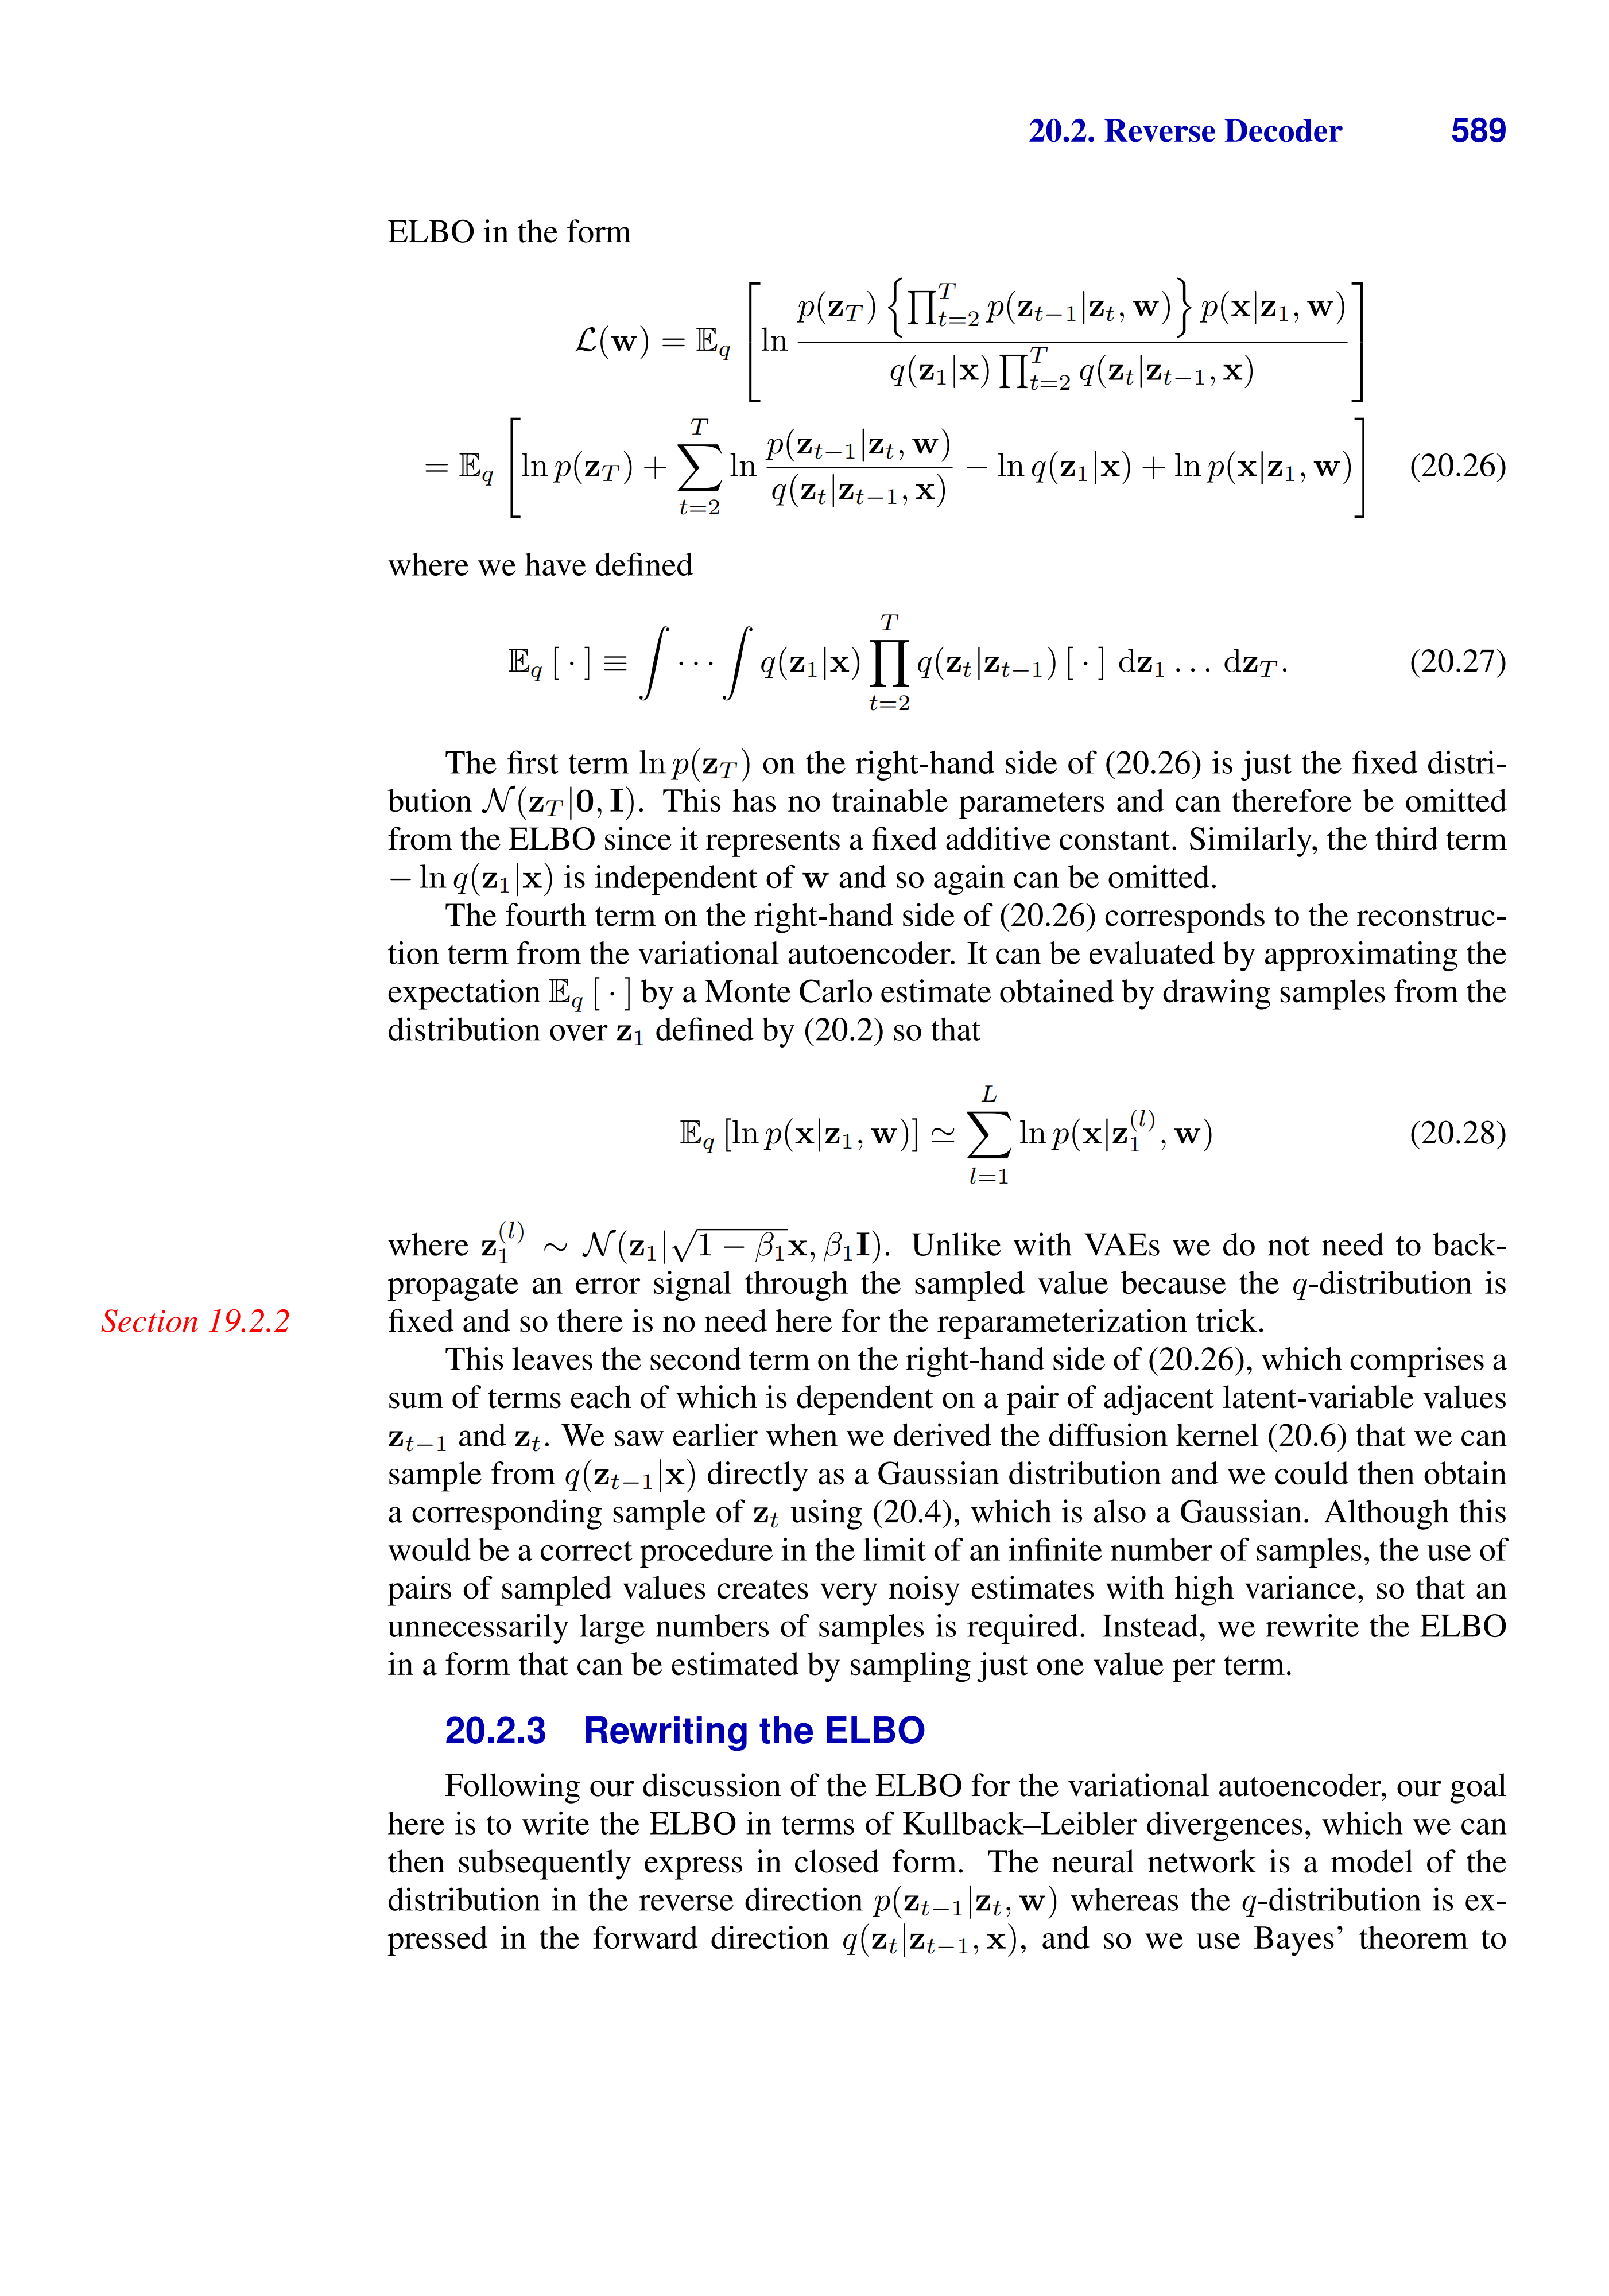 20.2. Reverse Decoder 589
ELBO in the form
$$\mathcal{L}(\mathbf{w}) = \mathbb{E}_q \left[ \ln \frac{p(\mathbf{z}_T) \left\{ \prod_{t=2}^{T} p(\mathbf{z}_{t-1}|\mathbf{z}_t, \mathbf{w}) \right\} p(\mathbf{x}|\mathbf{z}_1, \mathbf{w})}{q(\mathbf{z}_1|\mathbf{x}) \prod_{t=2}^{T} q(\mathbf{z}_t|\mathbf{z}_{t-1}, \mathbf{x})} \right]$$
$$= \mathbb{E}_q \left[ \ln p(\mathbf{z}_T) + \sum_{t=2}^{T} \ln \frac{p(\mathbf{z}_{t-1}|\mathbf{z}_t, \mathbf{w})}{q(\mathbf{z}_t|\mathbf{z}_{t-1}, \mathbf{x})} - \ln q(\mathbf{z}_1|\mathbf{x}) + \ln p(\mathbf{x}|\mathbf{z}_1, \mathbf{w}) \right] \quad (20.26)$$
where we have defined
$$\mathbb{E}_q [\,\cdot\,] \equiv \int \cdots \int q(\mathbf{z}_1|\mathbf{x}) \prod_{t=2}^{T} q(\mathbf{z}_t|\mathbf{z}_{t-1}) [\,\cdot\,] \, \mathrm{d}\mathbf{z}_1 \ldots \mathrm{d}\mathbf{z}_T. \quad (20.27)$$
The first term $\ln p(\mathbf{z}_T)$ on the right-hand side of (20.26) is just the fixed distri-
bution $\mathcal{N}(\mathbf{z}_T|\mathbf{0}, \mathbf{I})$. This has no trainable parameters and can therefore be omitted
from the ELBO since it represents a fixed additive constant. Similarly, the third term
$- \ln q(\mathbf{z}_1|\mathbf{x})$ is independent of $\mathbf{w}$ and so again can be omitted.
The fourth term on the right-hand side of (20.26) corresponds to the reconstruc-
tion term from the variational autoencoder. It can be evaluated by approximating the
expectation $\mathbb{E}_q [\,\cdot\,]$ by a Monte Carlo estimate obtained by drawing samples from the
distribution over $\mathbf{z}_1$ defined by (20.2) so that
$$\mathbb{E}_q [\ln p(\mathbf{x}|\mathbf{z}_1, \mathbf{w})] \simeq \sum_{l=1}^{L} \ln p(\mathbf{x}|\mathbf{z}_1^{(l)}, \mathbf{w}) \quad (20.28)$$
where $\mathbf{z}_1^{(l)} \sim \mathcal{N}(\mathbf{z}_1|\sqrt{1 - \beta_1}\mathbf{x}, \beta_1\mathbf{I})$. Unlike with VAEs we do not need to back-
propagate an error signal through the sampled value because the $q$-distribution is
Section 19.2.2
fixed and so there is no need here for the reparameterization trick.
This leaves the second term on the right-hand side of (20.26), which comprises a
sum of terms each of which is dependent on a pair of adjacent latent-variable values
$\mathbf{z}_{t-1}$ and $\mathbf{z}_t$. We saw earlier when we derived the diffusion kernel (20.6) that we can
sample from $q(\mathbf{z}_{t-1}|\mathbf{x})$ directly as a Gaussian distribution and we could then obtain
a corresponding sample of $\mathbf{z}_t$ using (20.4), which is also a Gaussian. Although this
would be a correct procedure in the limit of an infinite number of samples, the use of
pairs of sampled values creates very noisy estimates with high variance, so that an
unnecessarily large numbers of samples is required. Instead, we rewrite the ELBO
in a form that can be estimated by sampling just one value per term.
20.2.3 Rewriting the ELBO
Following our discussion of the ELBO for the variational autoencoder, our goal
here is to write the ELBO in terms of Kullback–Leibler divergences, which we can
then subsequently express in closed form. The neural network is a model of the
distribution in the reverse direction $p(\mathbf{z}_{t-1}|\mathbf{z}_t, \mathbf{w})$ whereas the $q$-distribution is ex-
pressed in the forward direction $q(\mathbf{z}_t|\mathbf{z}_{t-1}, \mathbf{x})$, and so we use Bayes’ theorem to